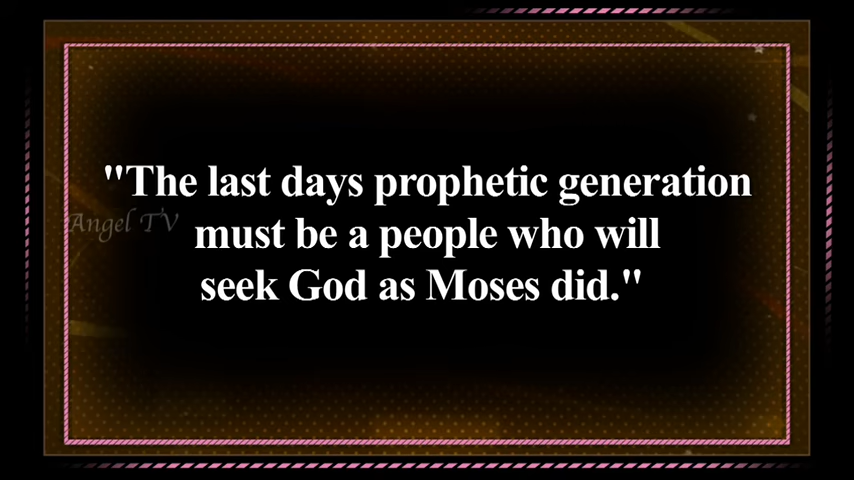 "The last days prophetic generation
Angel TV
must be a people who will
seek God as Moses did."